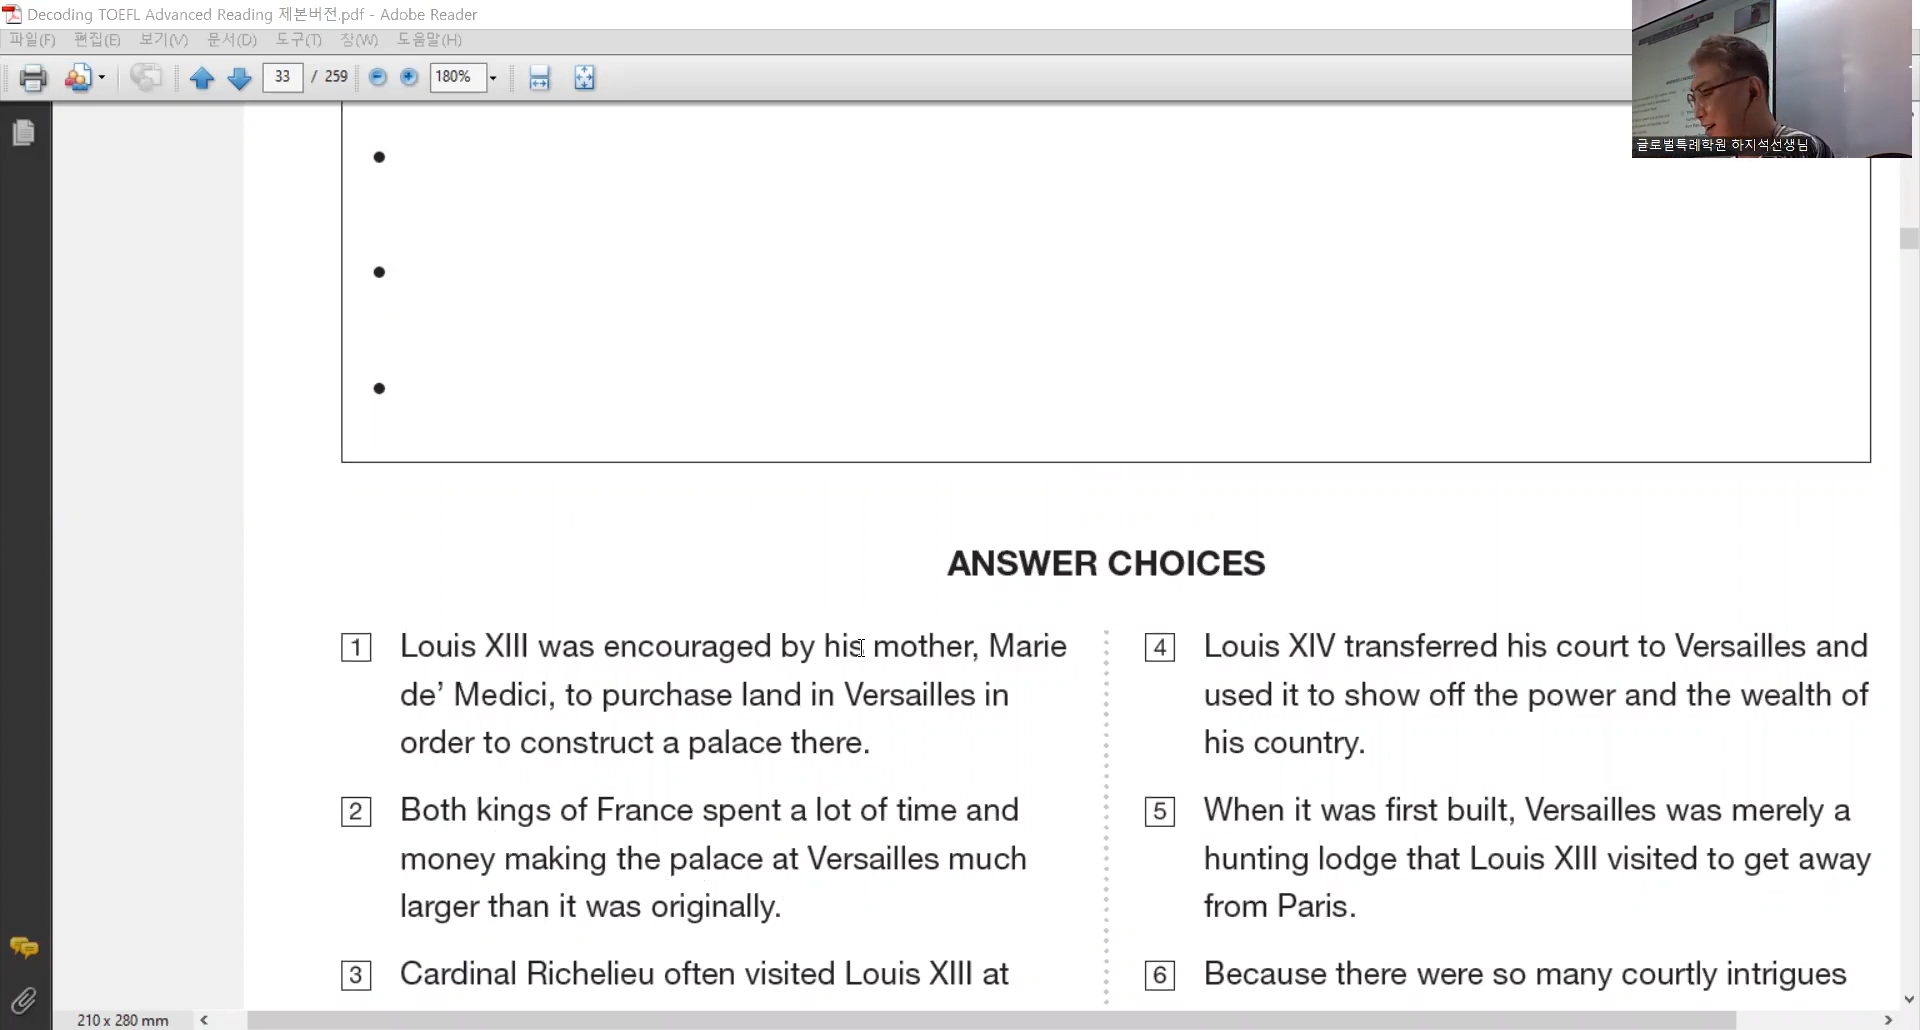 Decoding TOEFL Advanced Reading 제본버전.pdf - Adobe Reader
파일(F) 편집(E) 보기(V) 문서(D) 도구(T) 창(W) 도움말(H)
33 / 259 180%
글로벌특례학원 하지석선생님
ANSWER CHOICES
1 Louis XIII was encouraged by his mother, Marie
de’ Medici, to purchase land in Versailles in
order to construct a palace there.
2 Both kings of France spent a lot of time and
money making the palace at Versailles much
larger than it was originally.
3 Cardinal Richelieu often visited Louis XIII at
4 Louis XIV transferred his court to Versailles and
used it to show off the power and the wealth of
his country.
5 When it was first built, Versailles was merely a
hunting lodge that Louis XIII visited to get away
from Paris.
6 Because there were so many courtly intrigues
210 x 280 mm